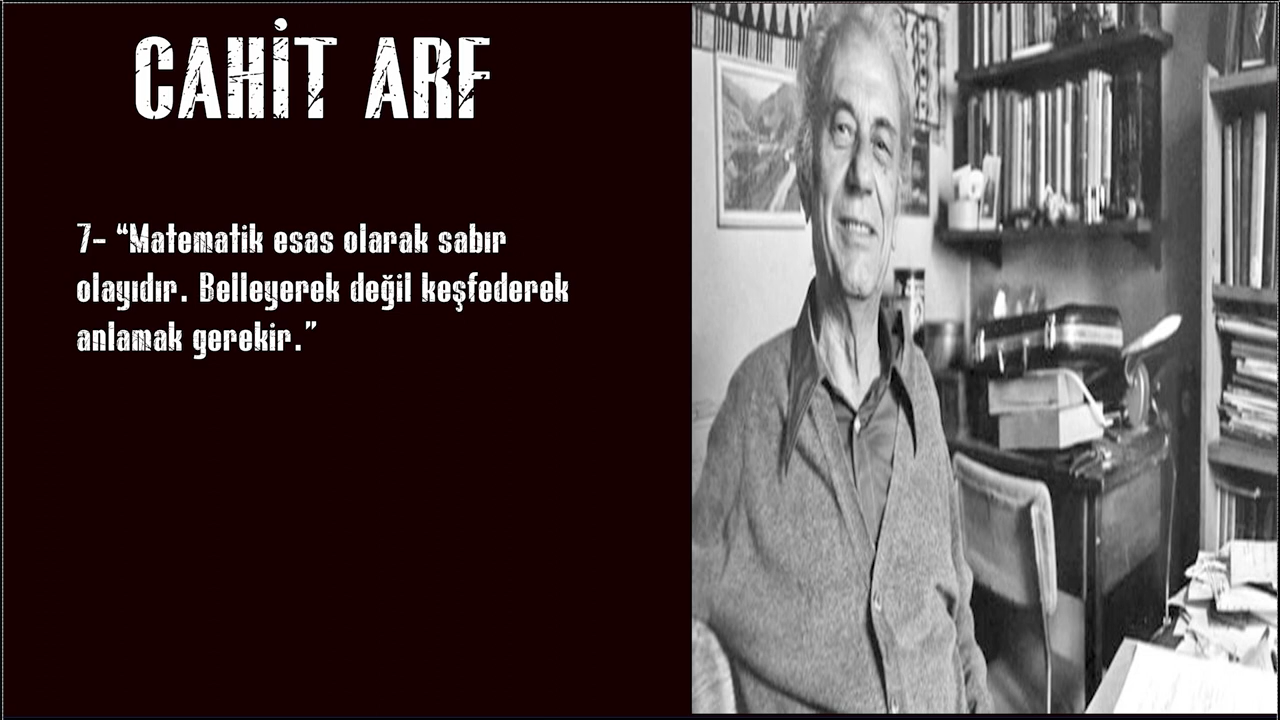 CAHİT ARF
7- “Matematik esas olarak sabır
olayıdır. Belleyerek değil keşfederek
anlamak gerekir.”